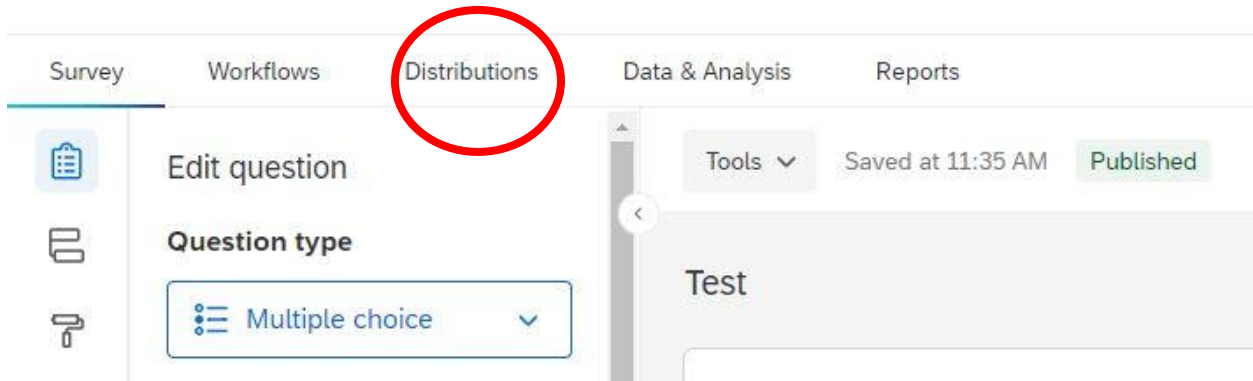 Survey Workflows Distributions Data & Analysis Reports
Edit question
Tools Saved at 11:35 AM Published
Question type
Multiple choice
Test